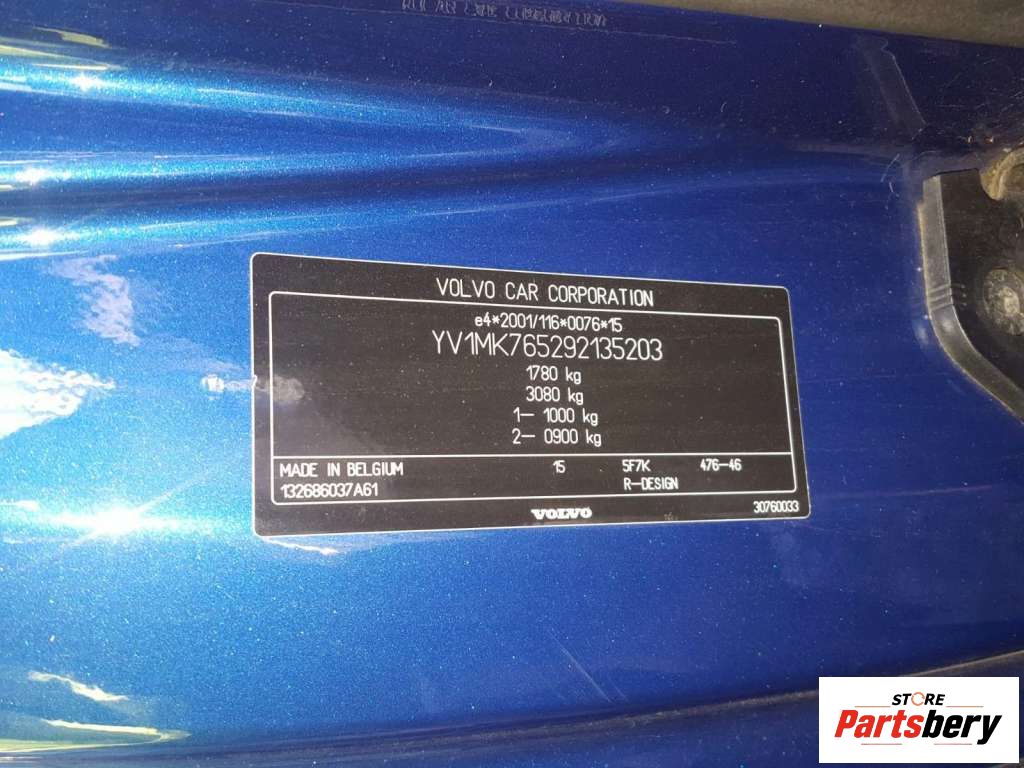 VOLVO CAR CORPORATION
e4*2001/116*0076*15
YV1MK765292135203
1780 kg
3080 kg
1– 1000 kg
2– 0900 kg
MADE IN BELGIUM 15 5F7K 476–46
132686037A61 R–DESIGN
VOLVO 30760033
STORE
Partsbery